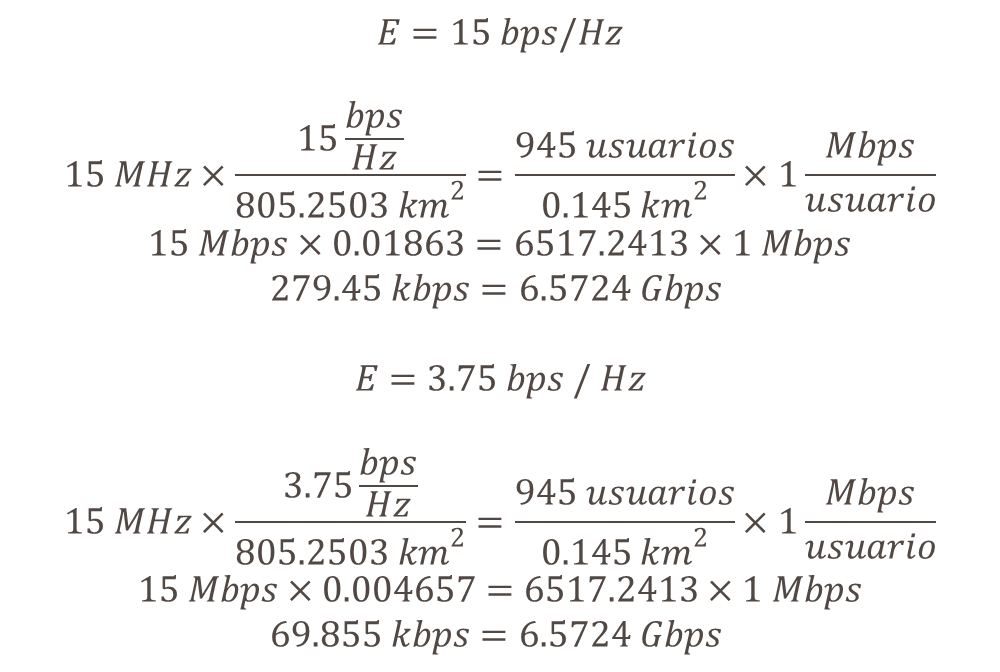 E = 15 bps/Hz
15 MHz × (15 bps/Hz)/(805.2503 km²) = (945 usuarios)/(0.145 km²) × 1 Mbps/usuario
15 Mbps × 0.01863 = 6517.2413 × 1 Mbps
279.45 kbps = 6.5724 Gbps
E = 3.75 bps / Hz
15 MHz × (3.75 bps/Hz)/(805.2503 km²) = (945 usuarios)/(0.145 km²) × 1 Mbps/usuario
15 Mbps × 0.004657 = 6517.2413 × 1 Mbps
69.855 kbps = 6.5724 Gbps